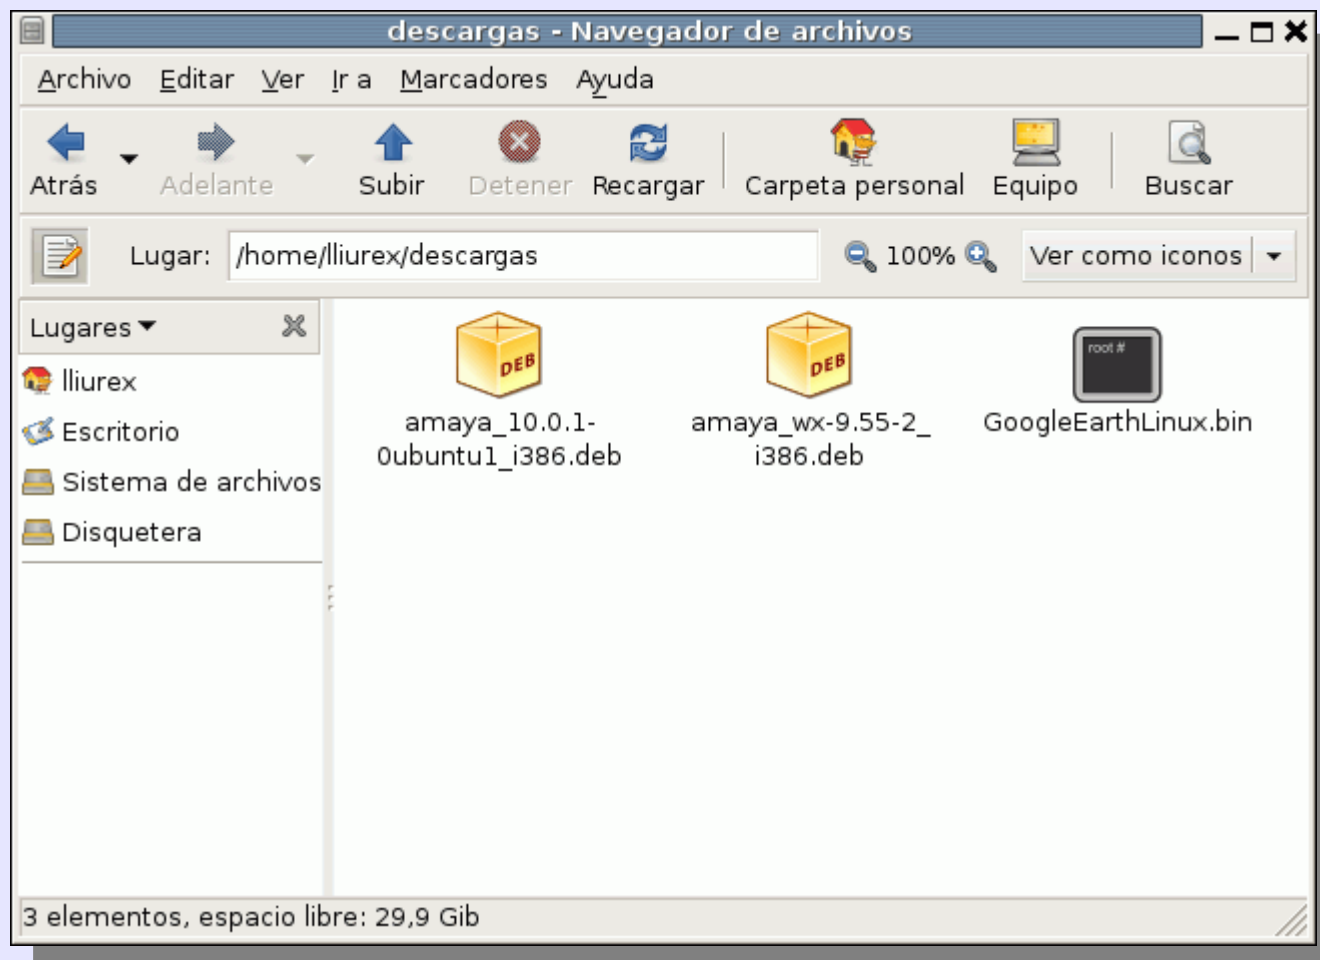 descargas - Navegador de archivos
Archivo Editar Ver Ir a Marcadores Ayuda
Atrás Adelante Subir Detener Recargar Carpeta personal Equipo Buscar
Lugar: /home/lliurex/descargas 100% Ver como iconos
Lugares
lliurex
Escritorio
Sistema de archivos
Disquetera
DEB
amaya_10.0.1-
0ubuntu1_i386.deb
DEB
amaya_wx-9.55-2_
i386.deb
root #
GoogleEarthLinux.bin
3 elementos, espacio libre: 29,9 Gib